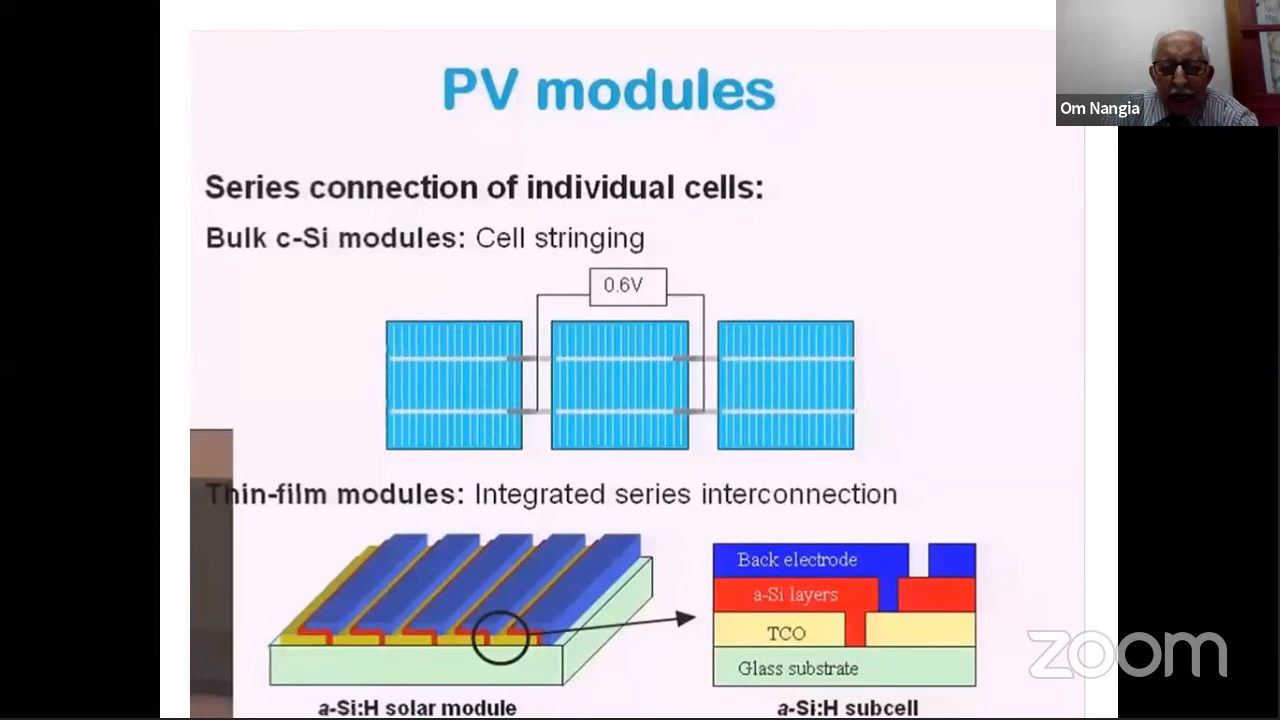 PV modules
Om Nangia
Series connection of individual cells:
Bulk c-Si modules: Cell stringing
0.6V
Thin-film modules: Integrated series interconnection
Back electrode
a-Si layers
TCO
Glass substrate
zoom
a-Si:H solar module
a-Si:H subcell